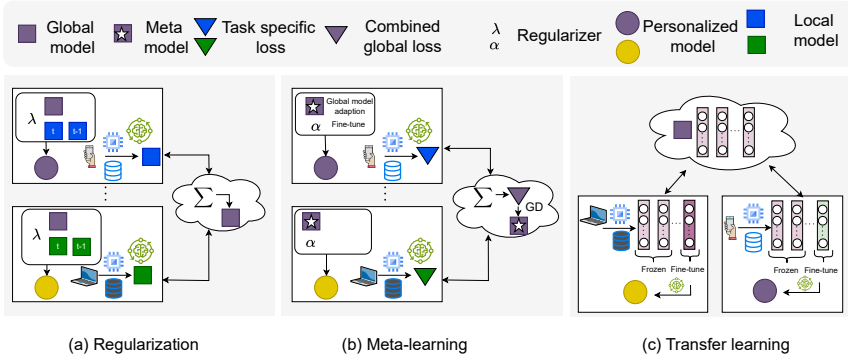 Global
model
Meta
model
Task specific
loss
Combined
global loss
λ
α
Regularizer
Personalized
model
Local
model
λ
t
t-1
Σ
λ
t
t-1
(a) Regularization
Global model
adaption
α
Fine-tune
Σ
GD
α
(b) Meta-learning
Frozen
Fine-tune
Frozen
Fine-tune
(c) Transfer learning